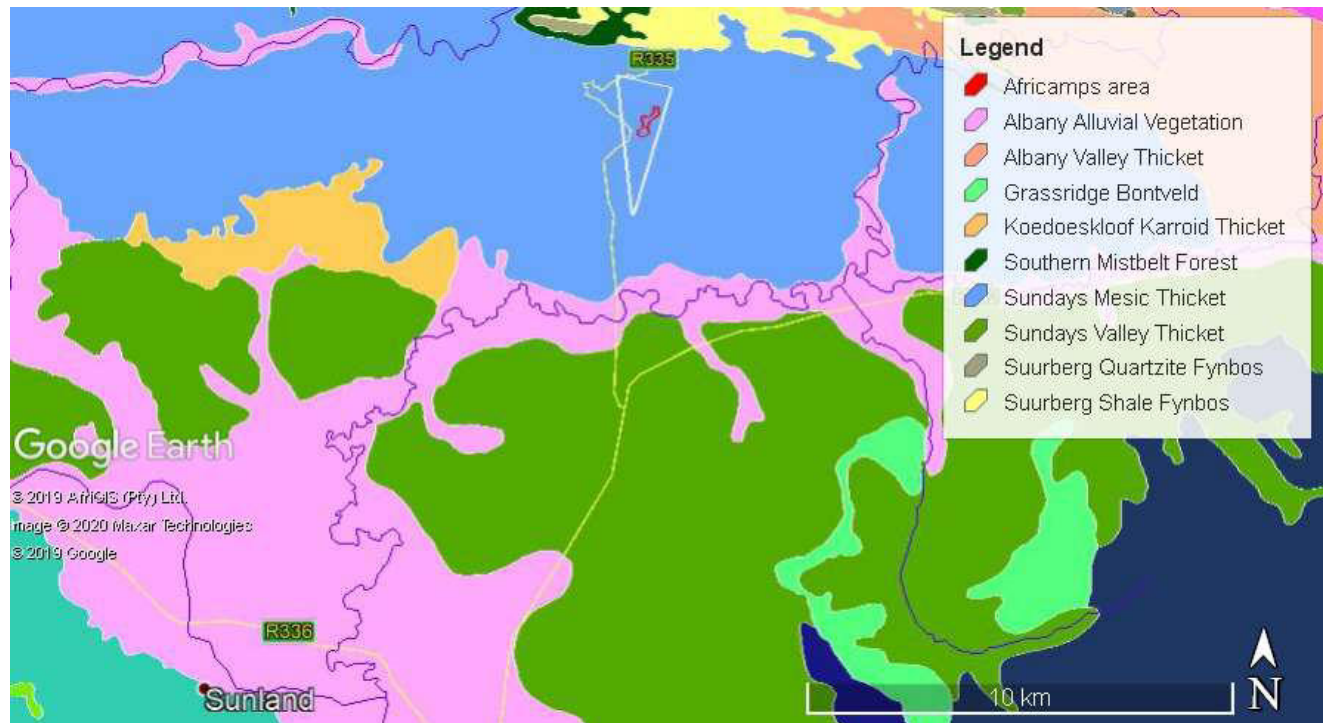 R335
Legend
Africamps area
Albany Alluvial Vegetation
Albany Valley Thicket
Grassridge Bontveld
Koedoeskloof Karroid Thicket
Southern Mistbelt Forest
Sundays Mesic Thicket
Sundays Valley Thicket
Suurberg Quartzite Fynbos
Suurberg Shale Fynbos
Google Earth
© 2019 AfriGIS (Pty) Ltd.
Image © 2020 Maxar Technologies
© 2019 Google
R336
Sunland
10 km
N